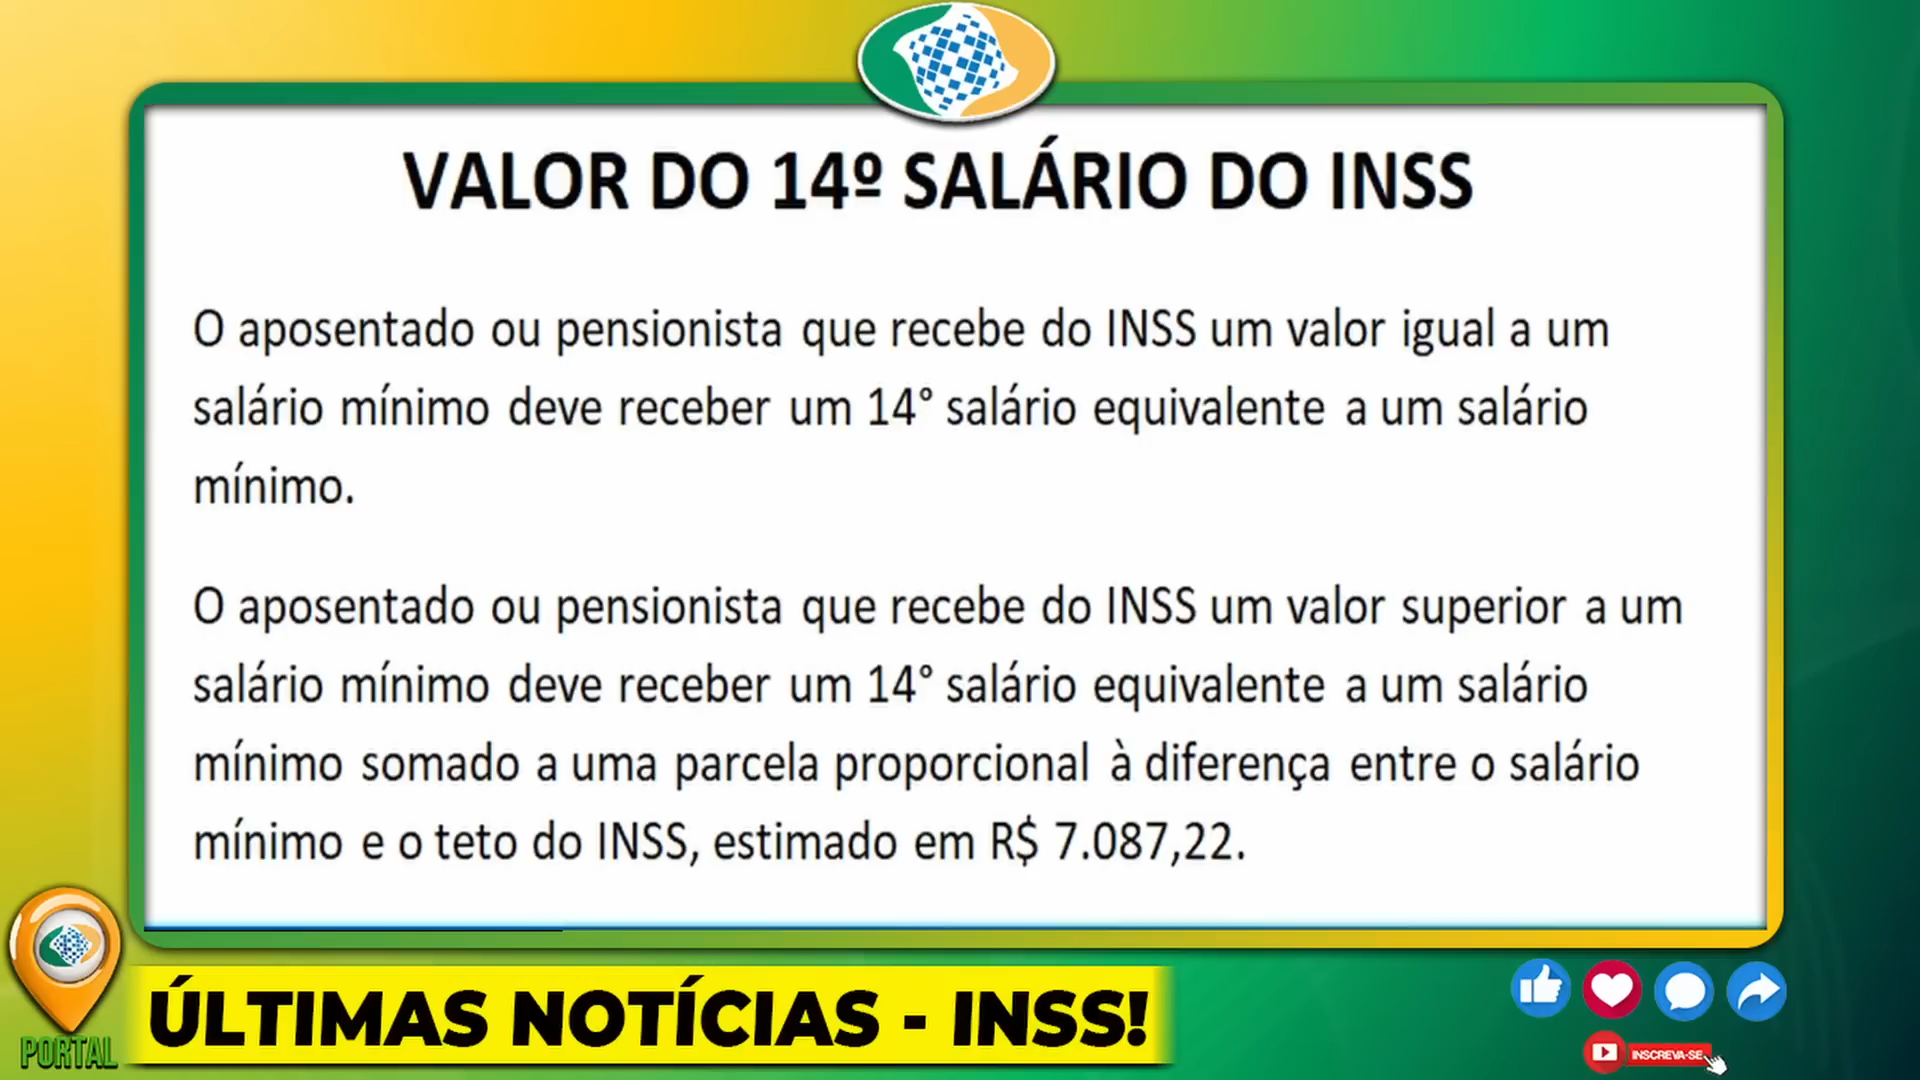 VALOR DO 14º SALÁRIO DO INSS
O aposentado ou pensionista que recebe do INSS um valor igual a um
salário mínimo deve receber um 14° salário equivalente a um salário
mínimo.
O aposentado ou pensionista que recebe do INSS um valor superior a um
salário mínimo deve receber um 14° salário equivalente a um salário
mínimo somado a uma parcela proporcional à diferença entre o salário
mínimo e o teto do INSS, estimado em R$ 7.087,22.
ÚLTIMAS NOTÍCIAS - INSS!
PORTAL
INSCREVA-SE